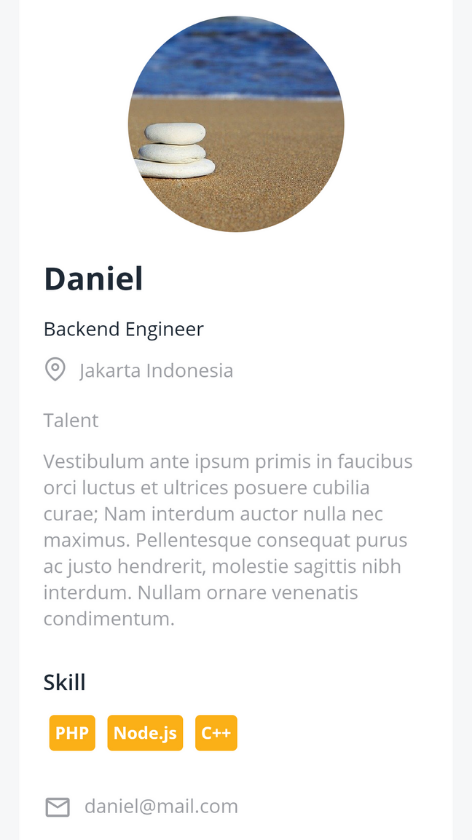 Daniel
Backend Engineer
Jakarta Indonesia
Talent
Vestibulum ante ipsum primis in faucibus
orci luctus et ultrices posuere cubilia
curae; Nam interdum auctor nulla nec
maximus. Pellentesque consequat purus
ac justo hendrerit, molestie sagittis nibh
interdum. Nullam ornare venenatis
condimentum.
Skill
PHP Node.js C++
daniel@mail.com